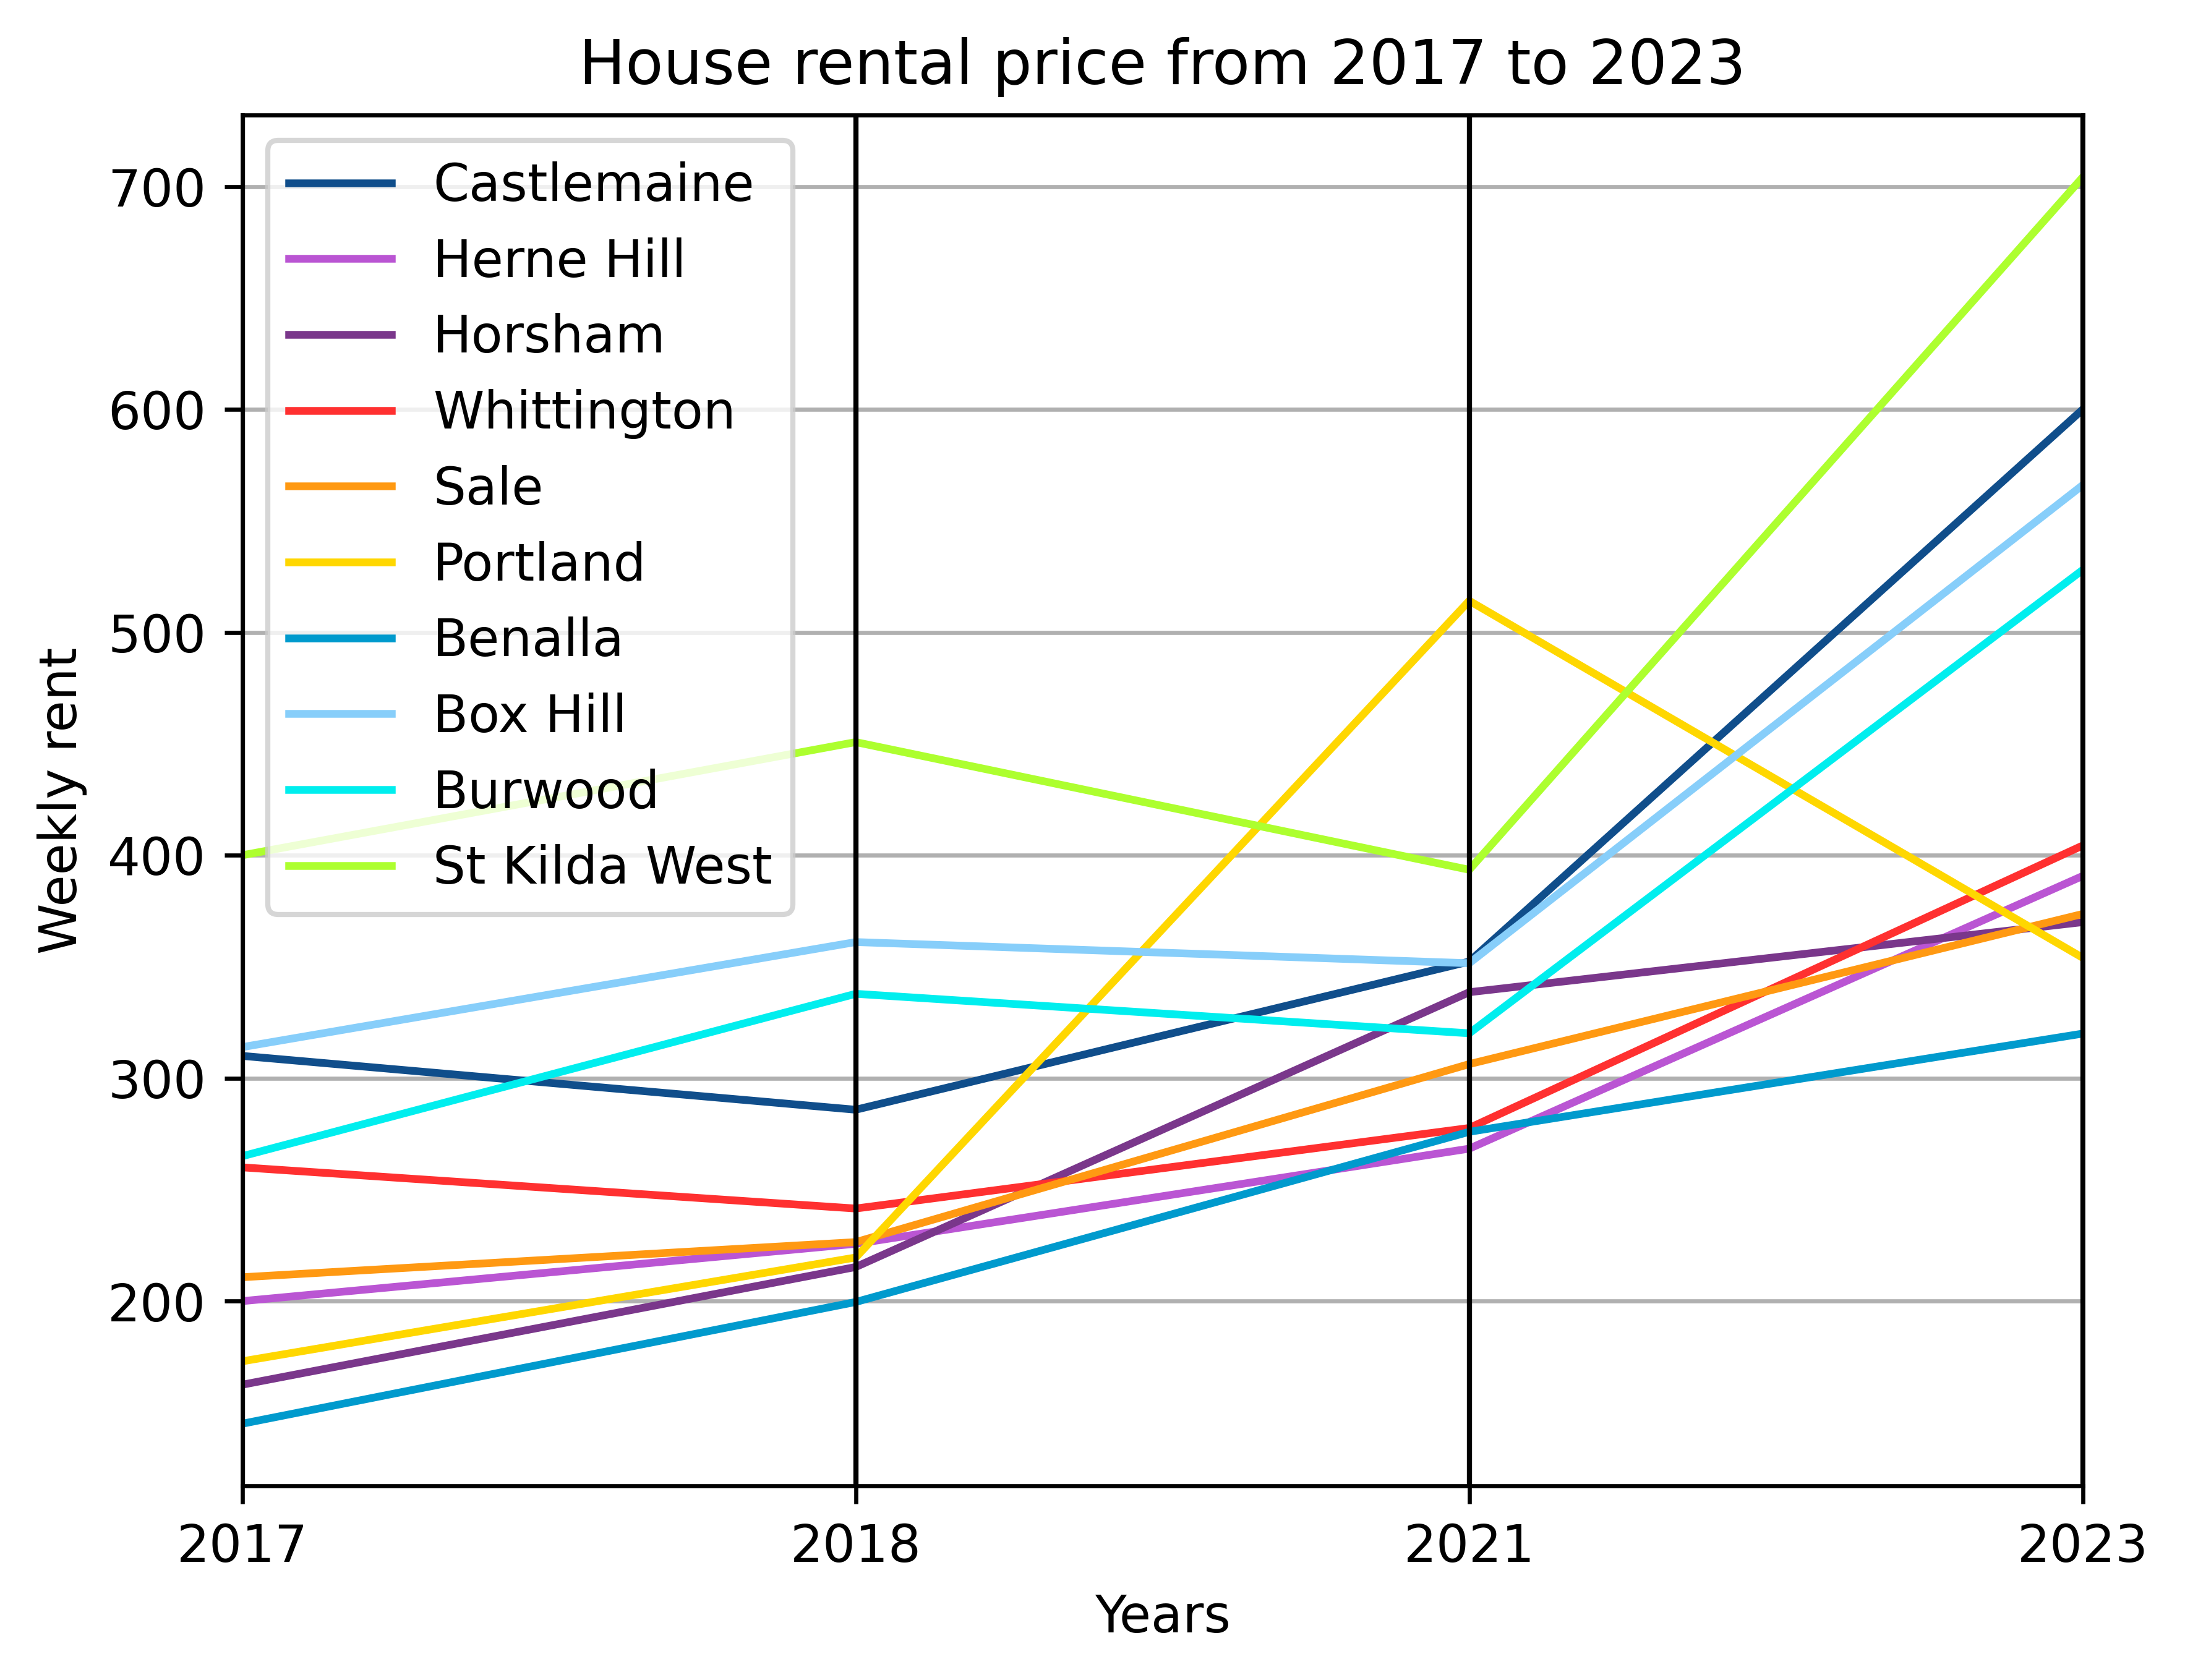 House rental price from 2017 to 2023
700
600
500
400
300
200
Weekly rent
Castlemaine
Herne Hill
Horsham
Whittington
Sale
Portland
Benalla
Box Hill
Burwood
St Kilda West
2017 2018 2021 2023
Years